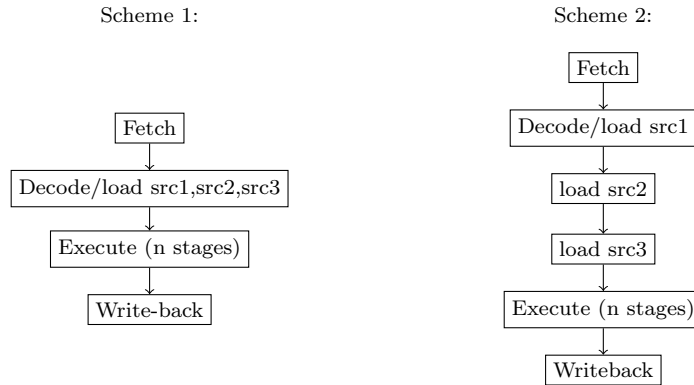 Scheme 1:
Fetch
Decode/load src1,src2,src3
Execute (n stages)
Write-back
Scheme 2:
Fetch
Decode/load src1
load src2
load src3
Execute (n stages)
Writeback